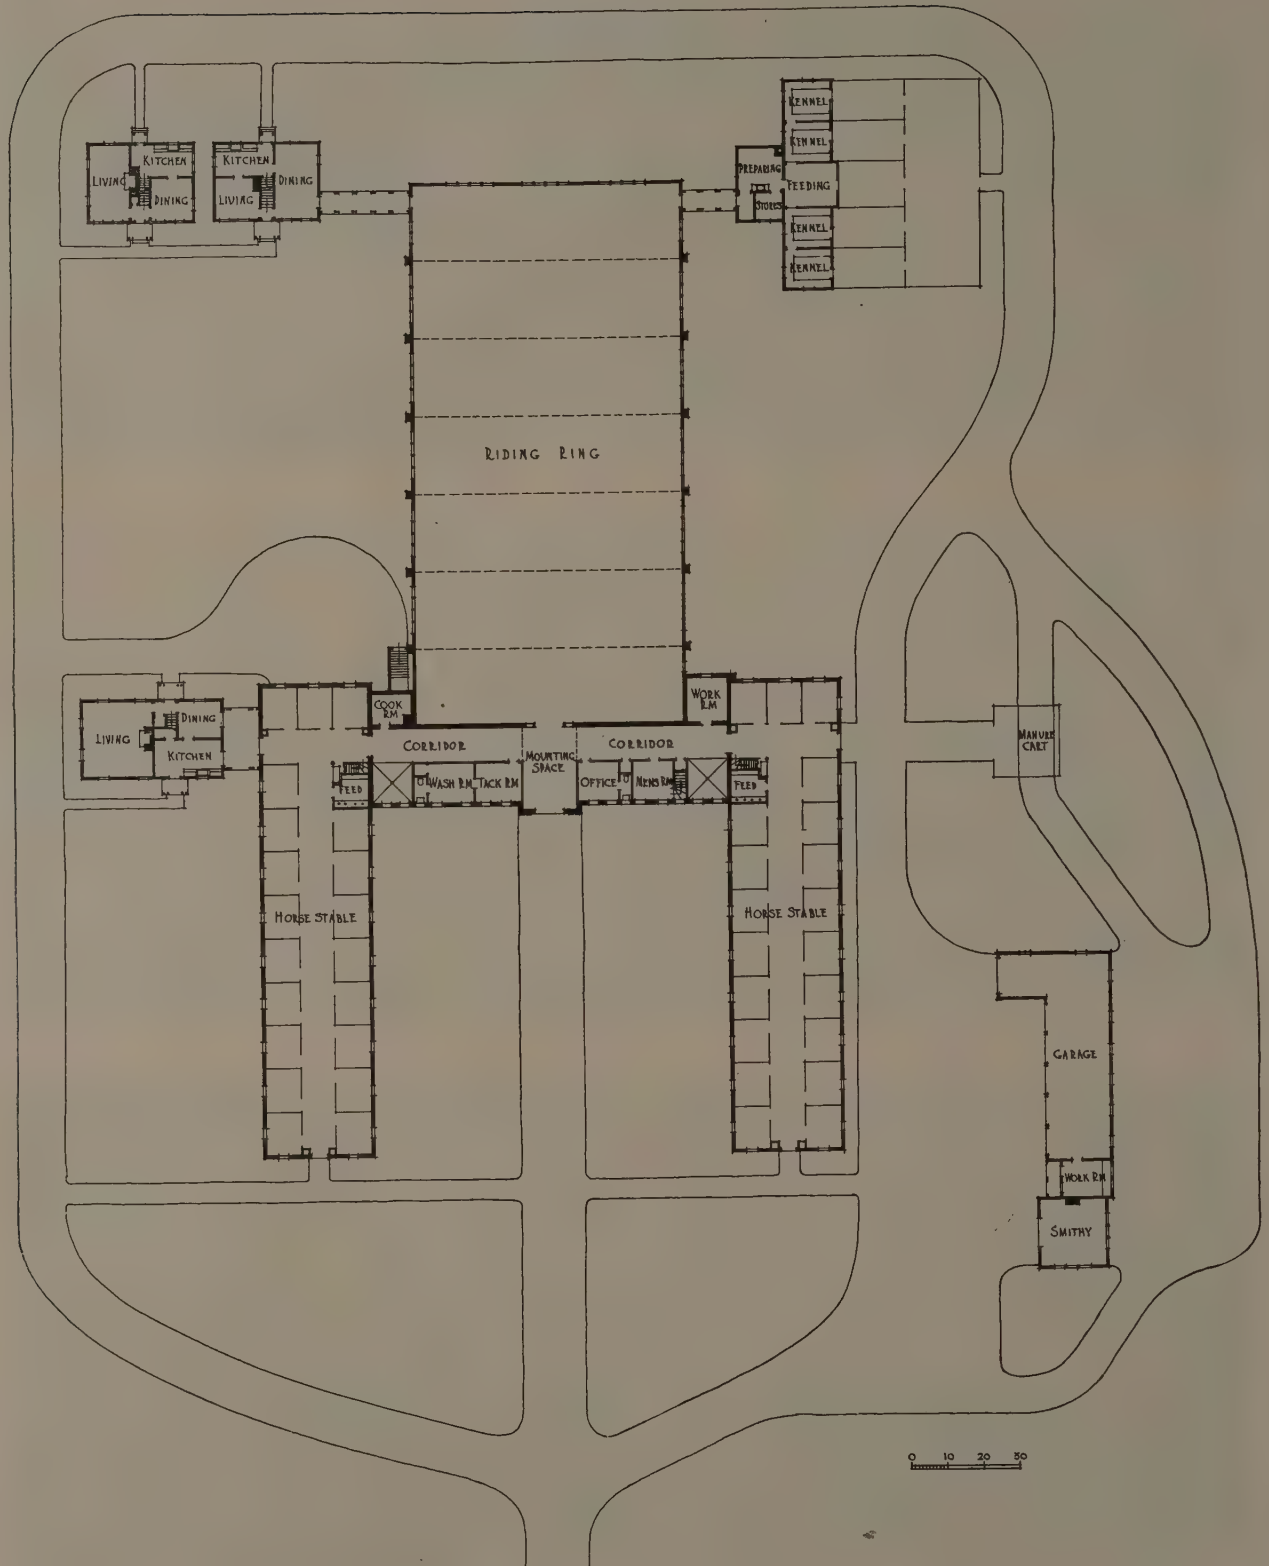 KENNEL
KENNEL
KITCHEN
KITCHEN
LIVING
DINING
PREPARING
FEEDING
DINING
LIVING
STORES
KENNEL
KENNEL
RIDING RING
COOK RM
WORK RM
LIVING
DINING
KITCHEN
CORRIDOR
MOUNTING SPACE
CORRIDOR
MANURE CART
FEED
WASH RM
TACK RM
OFFICE
MENS RM
FEED
HORSE STABLE
HORSE STABLE
GARAGE
WORK RM
SMITHY
0 10 20 30